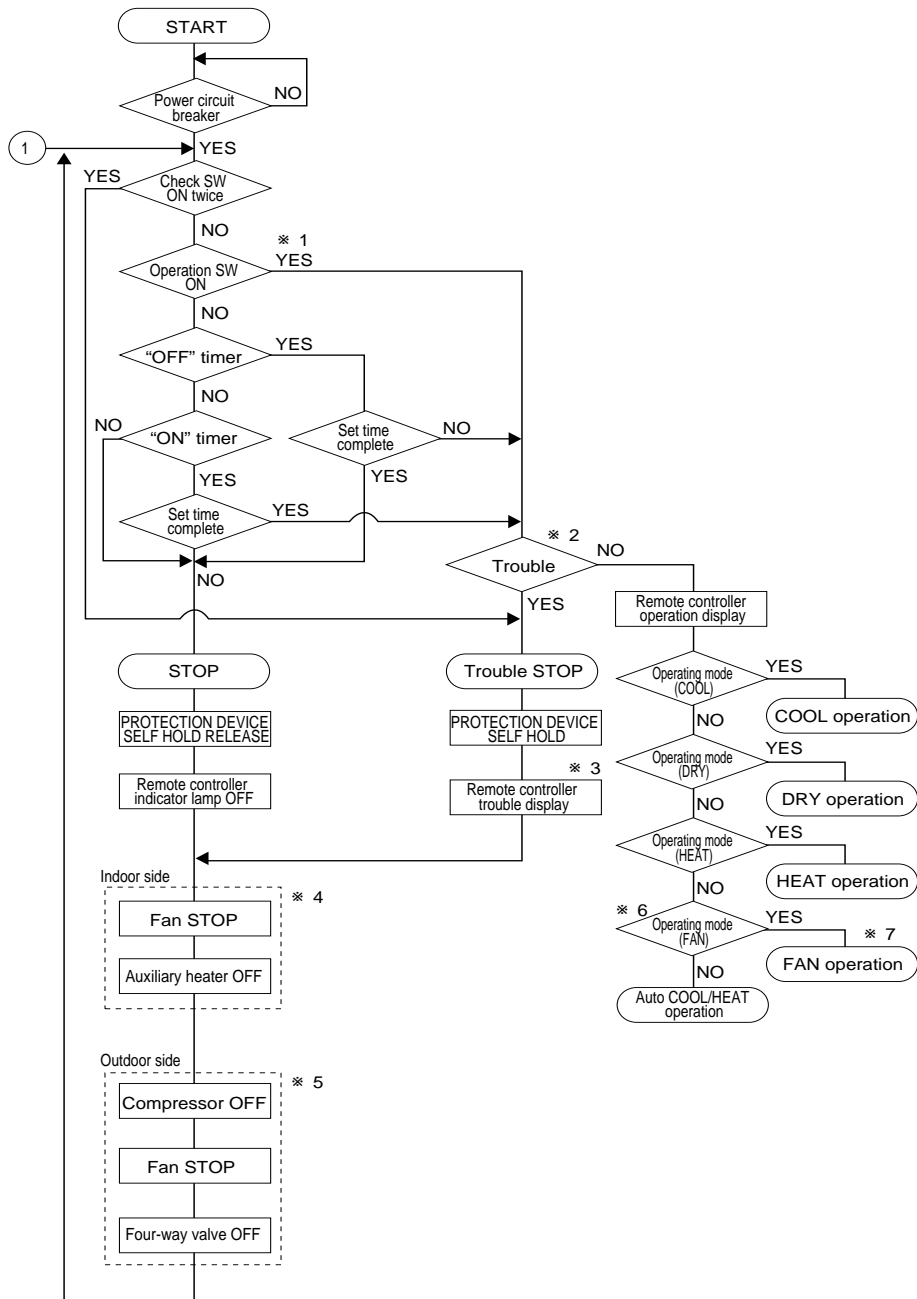 START
NO
Power circuit
breaker
1
YES
YES
Check SW
ON twice
NO
※ 1
YES
Operation SW
ON
NO
YES
“OFF” timer
NO
NO
“ON” timer
Set time
complete
NO
YES
YES
Set time
complete
YES
※ 2
NO
Trouble
NO
YES
Remote controller
operation display
STOP
Trouble STOP
Operating mode
(COOL)
YES
COOL operation
NO
PROTECTION DEVICE
SELF HOLD RELEASE
PROTECTION DEVICE
SELF HOLD
Operating mode
(DRY)
YES
DRY operation
NO
※ 3
Remote controller
indicator lamp OFF
Remote controller
trouble display
Operating mode
(HEAT)
YES
HEAT operation
NO
Indoor side
※ 4
Fan STOP
Auxiliary heater OFF
※ 6
Operating mode
(FAN)
YES
※ 7
FAN operation
NO
Auto COOL/HEAT
operation
Outdoor side
※ 5
Compressor OFF
Fan STOP
Four-way valve OFF